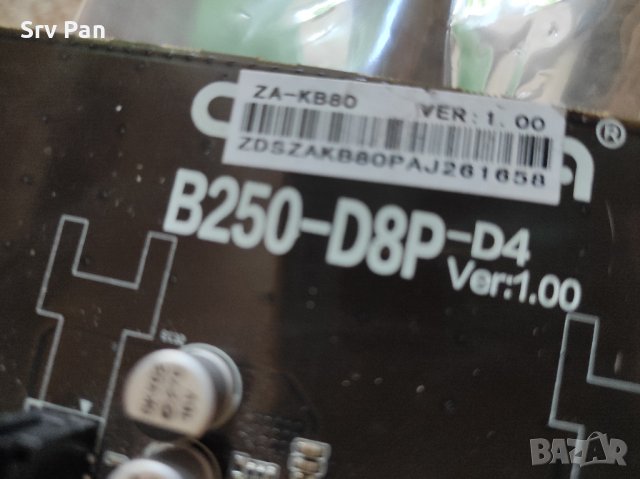 Srv Pan
ZA-KB80 VER:1.00
ZDSZAKB80PAJ261658
®
B250-D8P-D4
Ver:1.00
BAZAR